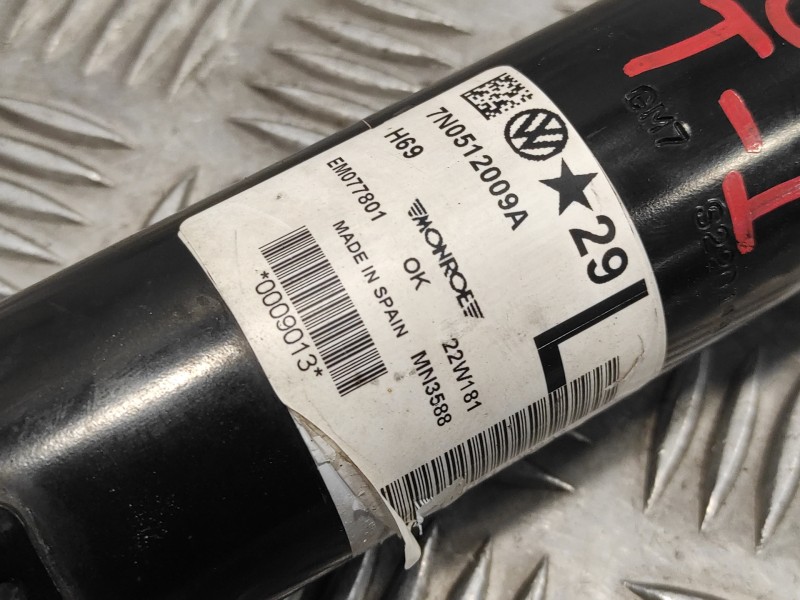 7N0512009A
H69
★29
L
EM077801
MONROE
OK
MADE IN SPAIN
22W181
MN3588
*0009013*